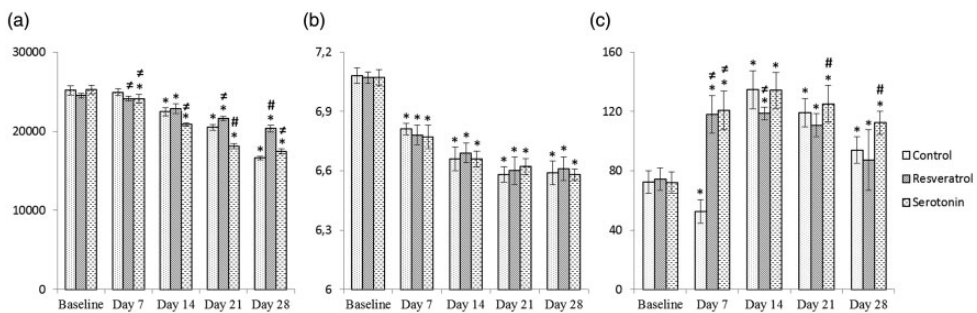 (a)
30000
20000
10000
0
Baseline Day 7 Day 14 Day 21 Day 28
≠ ≠ * * * ≠ * * ≠ * # * * # * ≠ *
(b)
7,2
6.9
6.6
6,3
6
Baseline Day 7 Day 14 Day 21 Day 28
* * * * * * * * * * * *
(c)
160
120
80
40
0
Baseline Day 7 Day 14 Day 21 Day 28
* ≠ * ≠ * * ≠ * * * * # * * # *
Control
Resveratrol
Serotonin